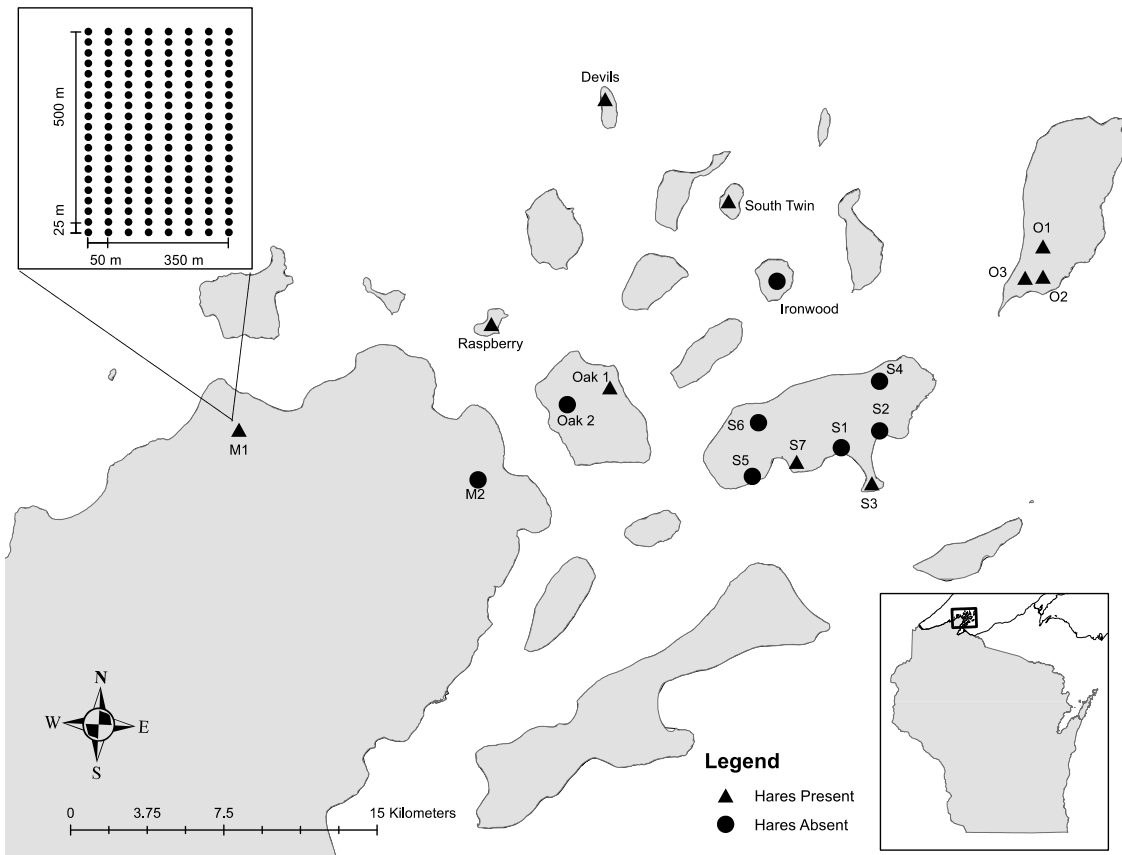 500 m
25 m
50 m
350 m
Devils
South Twin
O1
O3
O2
Ironwood
Raspberry
Oak 1
Oak 2
S4
S2
S6
S1
S7
S5
S3
M1
M2
N
W
E
S
Legend
Hares Present
Hares Absent
0 3.75 7.5 15 Kilometers